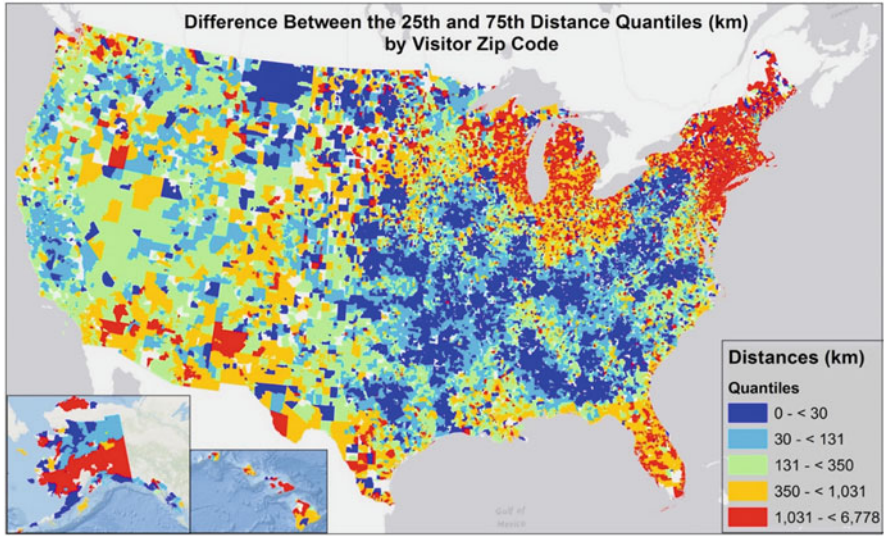 Difference Between the 25th and 75th Distance Quantiles (km)
by Visitor Zip Code
Distances (km)
Quantiles
0 - < 30
30 - < 131
131 - < 350
350 - < 1,031
1,031 - < 6,778
Gulf of
Mexico